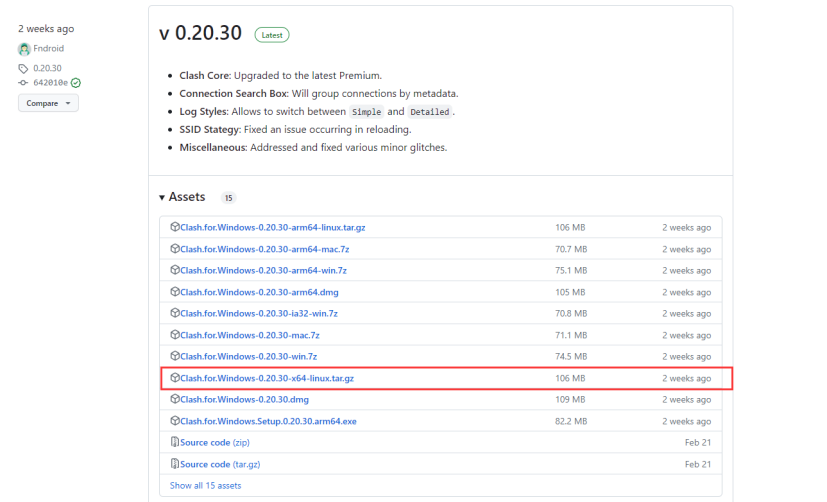 2 weeks ago
Fndroid
0.20.30
642010e
Compare
v 0.20.30 Latest
Clash Core: Upgraded to the latest Premium.
Connection Search Box: Will group connections by metadata.
Log Styles: Allows to switch between Simple and Detailed.
SSID Stategy: Fixed an issue occurring in reloading.
Miscellaneous: Addressed and fixed various minor glitches.
Assets 15
Clash.for.Windows-0.20.30-arm64-linux.tar.gz 106 MB 2 weeks ago
Clash.for.Windows-0.20.30-arm64-mac.7z 70.7 MB 2 weeks ago
Clash.for.Windows-0.20.30-arm64-win.7z 75.1 MB 2 weeks ago
Clash.for.Windows-0.20.30-arm64.dmg 105 MB 2 weeks ago
Clash.for.Windows-0.20.30-ia32-win.7z 70.8 MB 2 weeks ago
Clash.for.Windows-0.20.30-mac.7z 71.1 MB 2 weeks ago
Clash.for.Windows-0.20.30-win.7z 74.5 MB 2 weeks ago
Clash.for.Windows-0.20.30-x64-linux.tar.gz 106 MB 2 weeks ago
Clash.for.Windows-0.20.30.dmg 109 MB 2 weeks ago
Clash.for.Windows.Setup.0.20.30.arm64.exe 82.2 MB 2 weeks ago
Source code (zip) Feb 21
Source code (tar.gz) Feb 21
Show all 15 assets